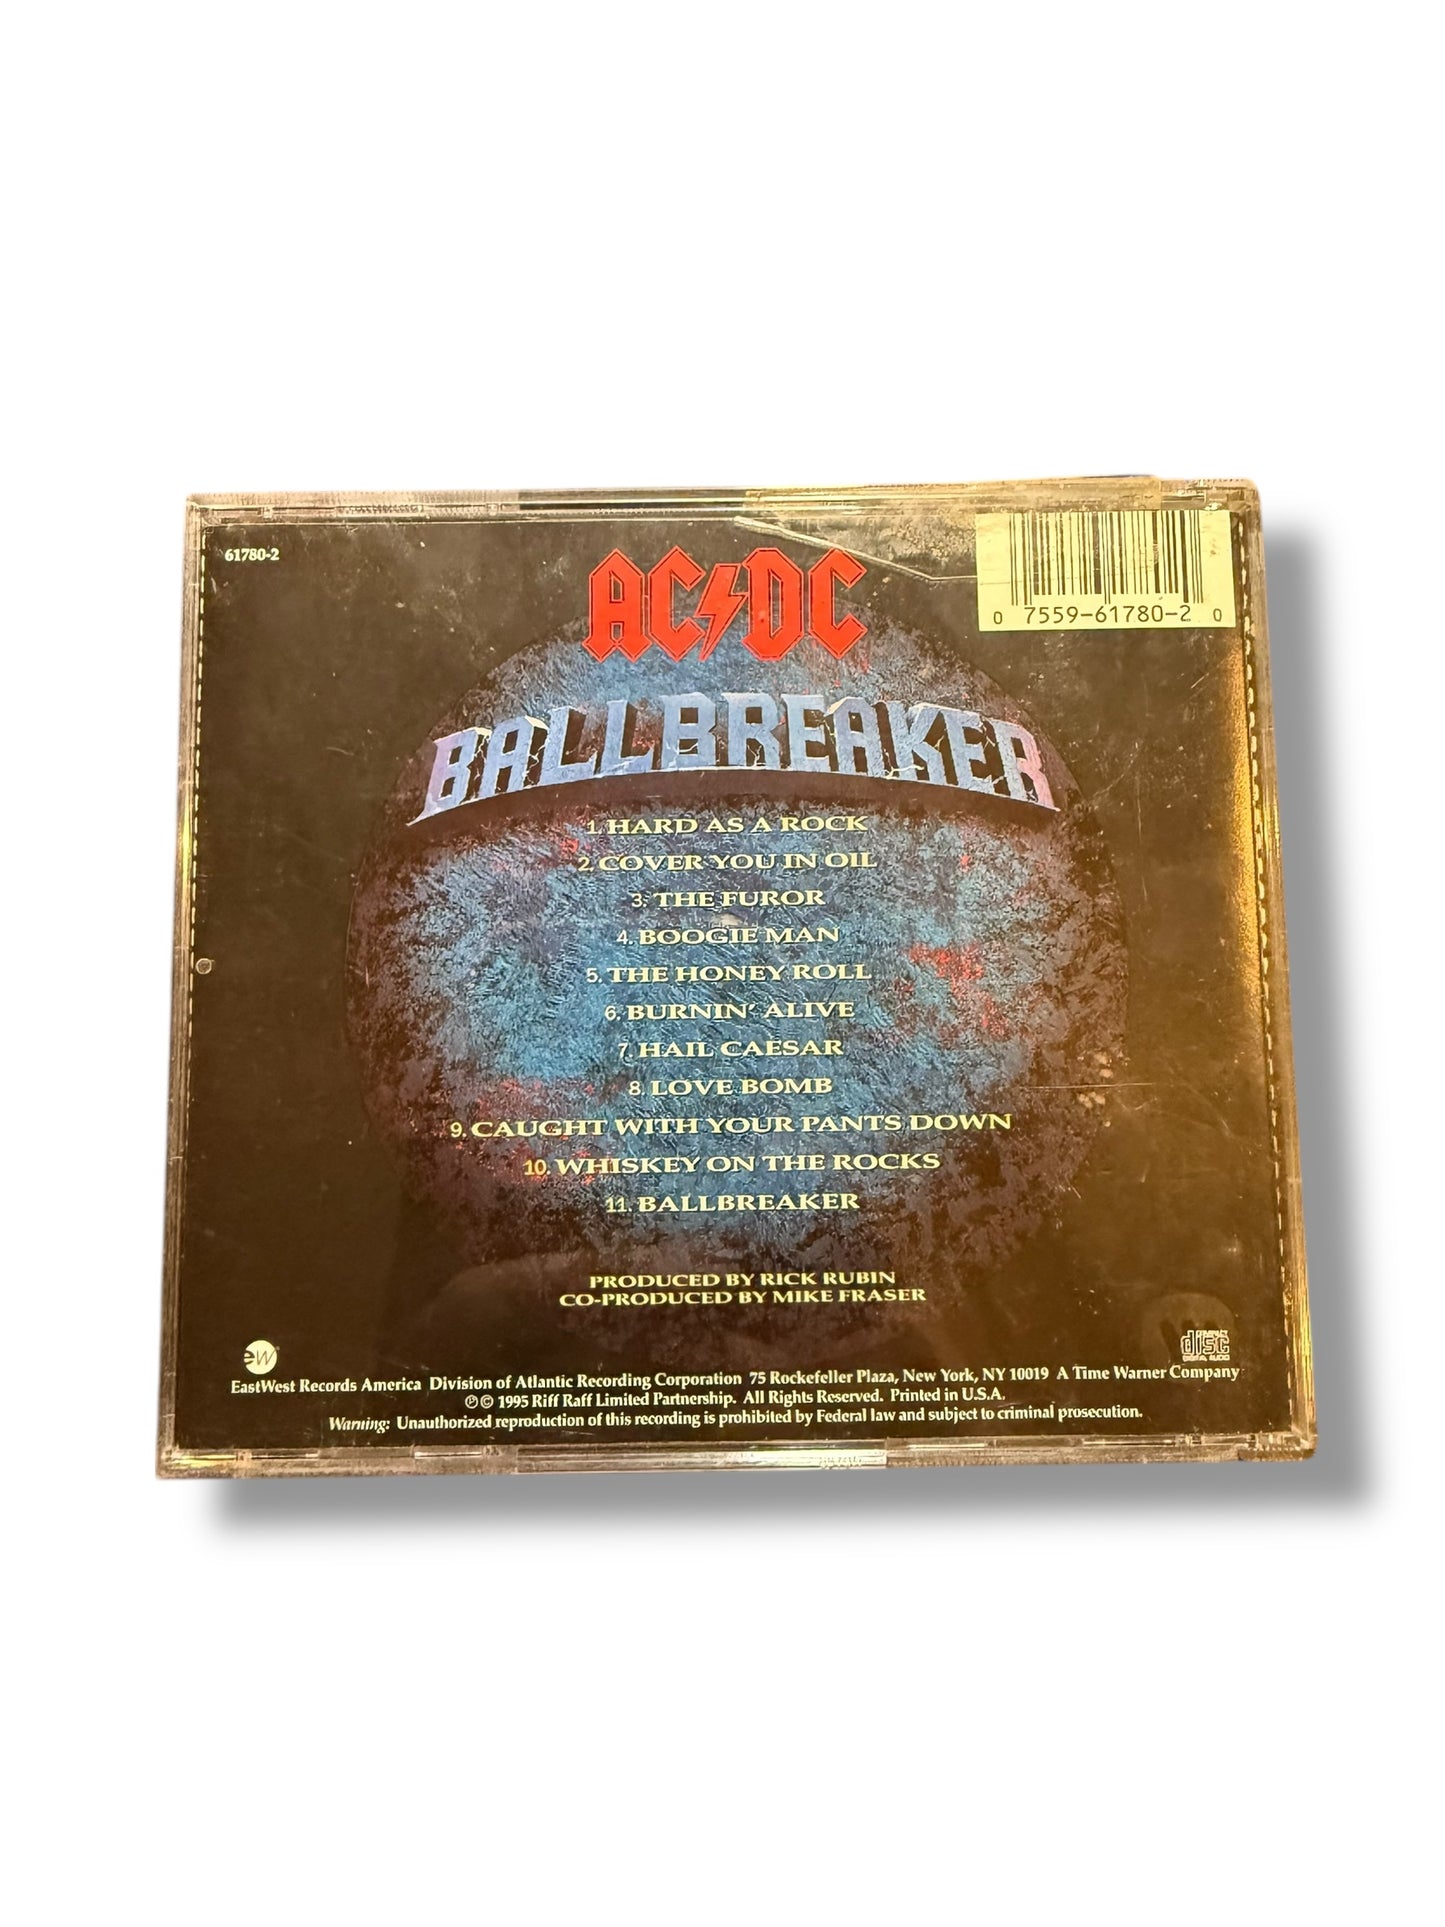 61780-2
AC⚡DC
0 7559-61780-2 0
BALLBREAKER
1. HARD AS A ROCK
2. COVER YOU IN OIL
3. THE FUROR
4. BOOGIE MAN
5. THE HONEY ROLL
6. BURNIN' ALIVE
7. HAIL CAESAR
8. LOVE BOMB
9. CAUGHT WITH YOUR PANTS DOWN
10. WHISKEY ON THE ROCKS
11. BALLBREAKER
PRODUCED BY RICK RUBIN
CO-PRODUCED BY MIKE FRASER
ew
COMPACT
disc
DIGITAL AUDIO
EastWest Records America Division of Atlantic Recording Corporation 75 Rockefeller Plaza, New York, NY 10019 A Time Warner Company
℗ © 1995 Riff Raff Limited Partnership. All Rights Reserved. Printed in U.S.A.
Warning: Unauthorized reproduction of this recording is prohibited by Federal law and subject to criminal prosecution.